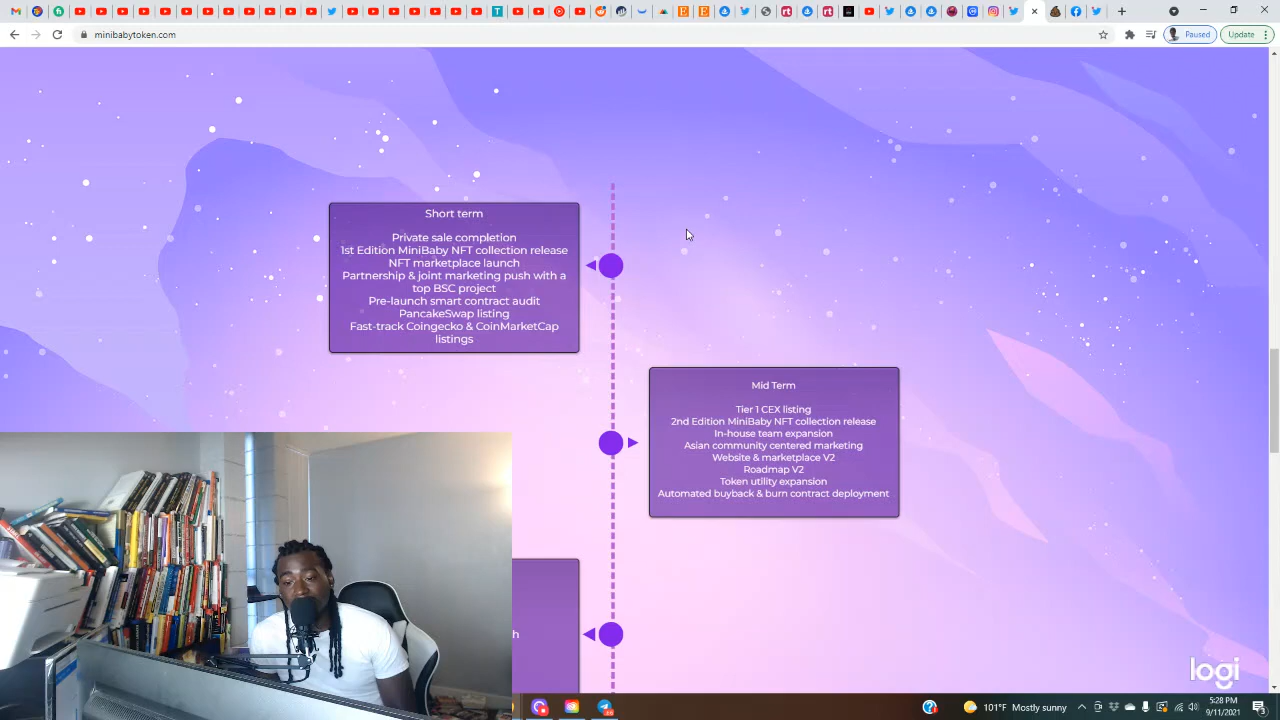 minibabytoken.com
Paused
Update
Short term
Private sale completion
1st Edition MiniBaby NFT collection release
NFT marketplace launch
Partnership & joint marketing push with a
top BSC project
Pre-launch smart contract audit
PancakeSwap listing
Fast-track Coingecko & CoinMarketCap
listings
Mid Term
Tier 1 CEX listing
2nd Edition MiniBaby NFT collection release
In-house team expansion
Asian community centered marketing
Website & marketplace V2
Roadmap V2
Token utility expansion
Automated buyback & burn contract deployment
h
logi
101°F Mostly sunny
5:28 PM
9/11/2021